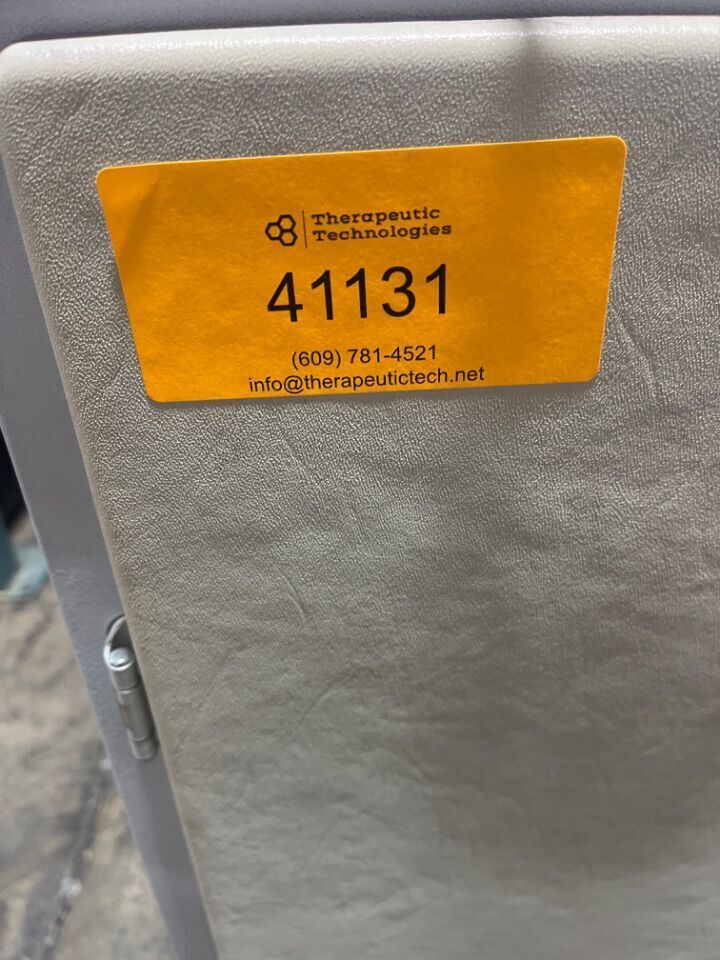 Therapeutic
Technologies
41131
(609) 781-4521
info@therapeutictech.net